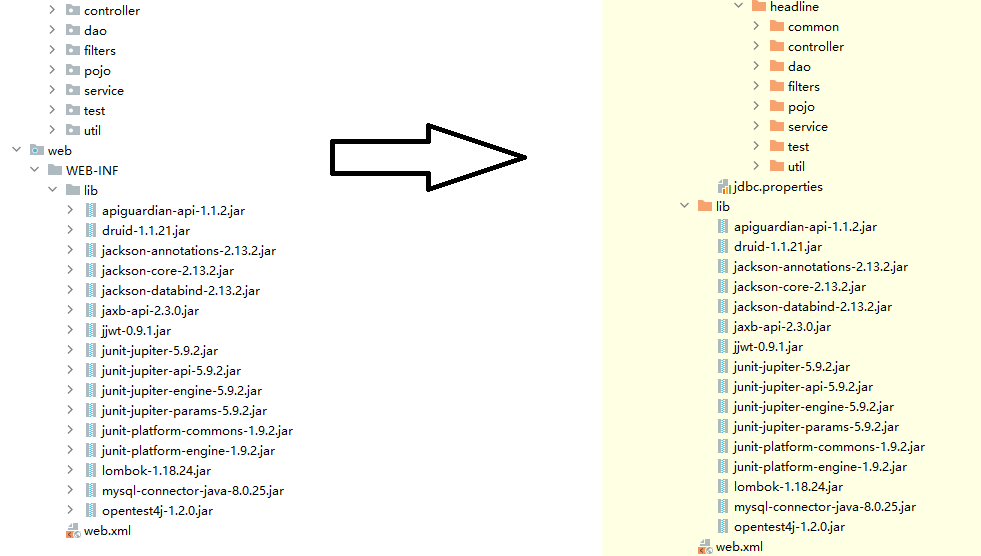 controller
dao
filters
pojo
service
test
util
web
WEB-INF
lib
apiguardian-api-1.1.2.jar
druid-1.1.21.jar
jackson-annotations-2.13.2.jar
jackson-core-2.13.2.jar
jackson-databind-2.13.2.jar
jaxb-api-2.3.0.jar
jjwt-0.9.1.jar
junit-jupiter-5.9.2.jar
junit-jupiter-api-5.9.2.jar
junit-jupiter-engine-5.9.2.jar
junit-jupiter-params-5.9.2.jar
junit-platform-commons-1.9.2.jar
junit-platform-engine-1.9.2.jar
lombok-1.18.24.jar
mysql-connector-java-8.0.25.jar
opentest4j-1.2.0.jar
web.xml
headline
common
controller
dao
filters
pojo
service
test
util
jdbc.properties
lib
apiguardian-api-1.1.2.jar
druid-1.1.21.jar
jackson-annotations-2.13.2.jar
jackson-core-2.13.2.jar
jackson-databind-2.13.2.jar
jaxb-api-2.3.0.jar
jjwt-0.9.1.jar
junit-jupiter-5.9.2.jar
junit-jupiter-api-5.9.2.jar
junit-jupiter-engine-5.9.2.jar
junit-jupiter-params-5.9.2.jar
junit-platform-commons-1.9.2.jar
junit-platform-engine-1.9.2.jar
lombok-1.18.24.jar
mysql-connector-java-8.0.25.jar
opentest4j-1.2.0.jar
web.xml